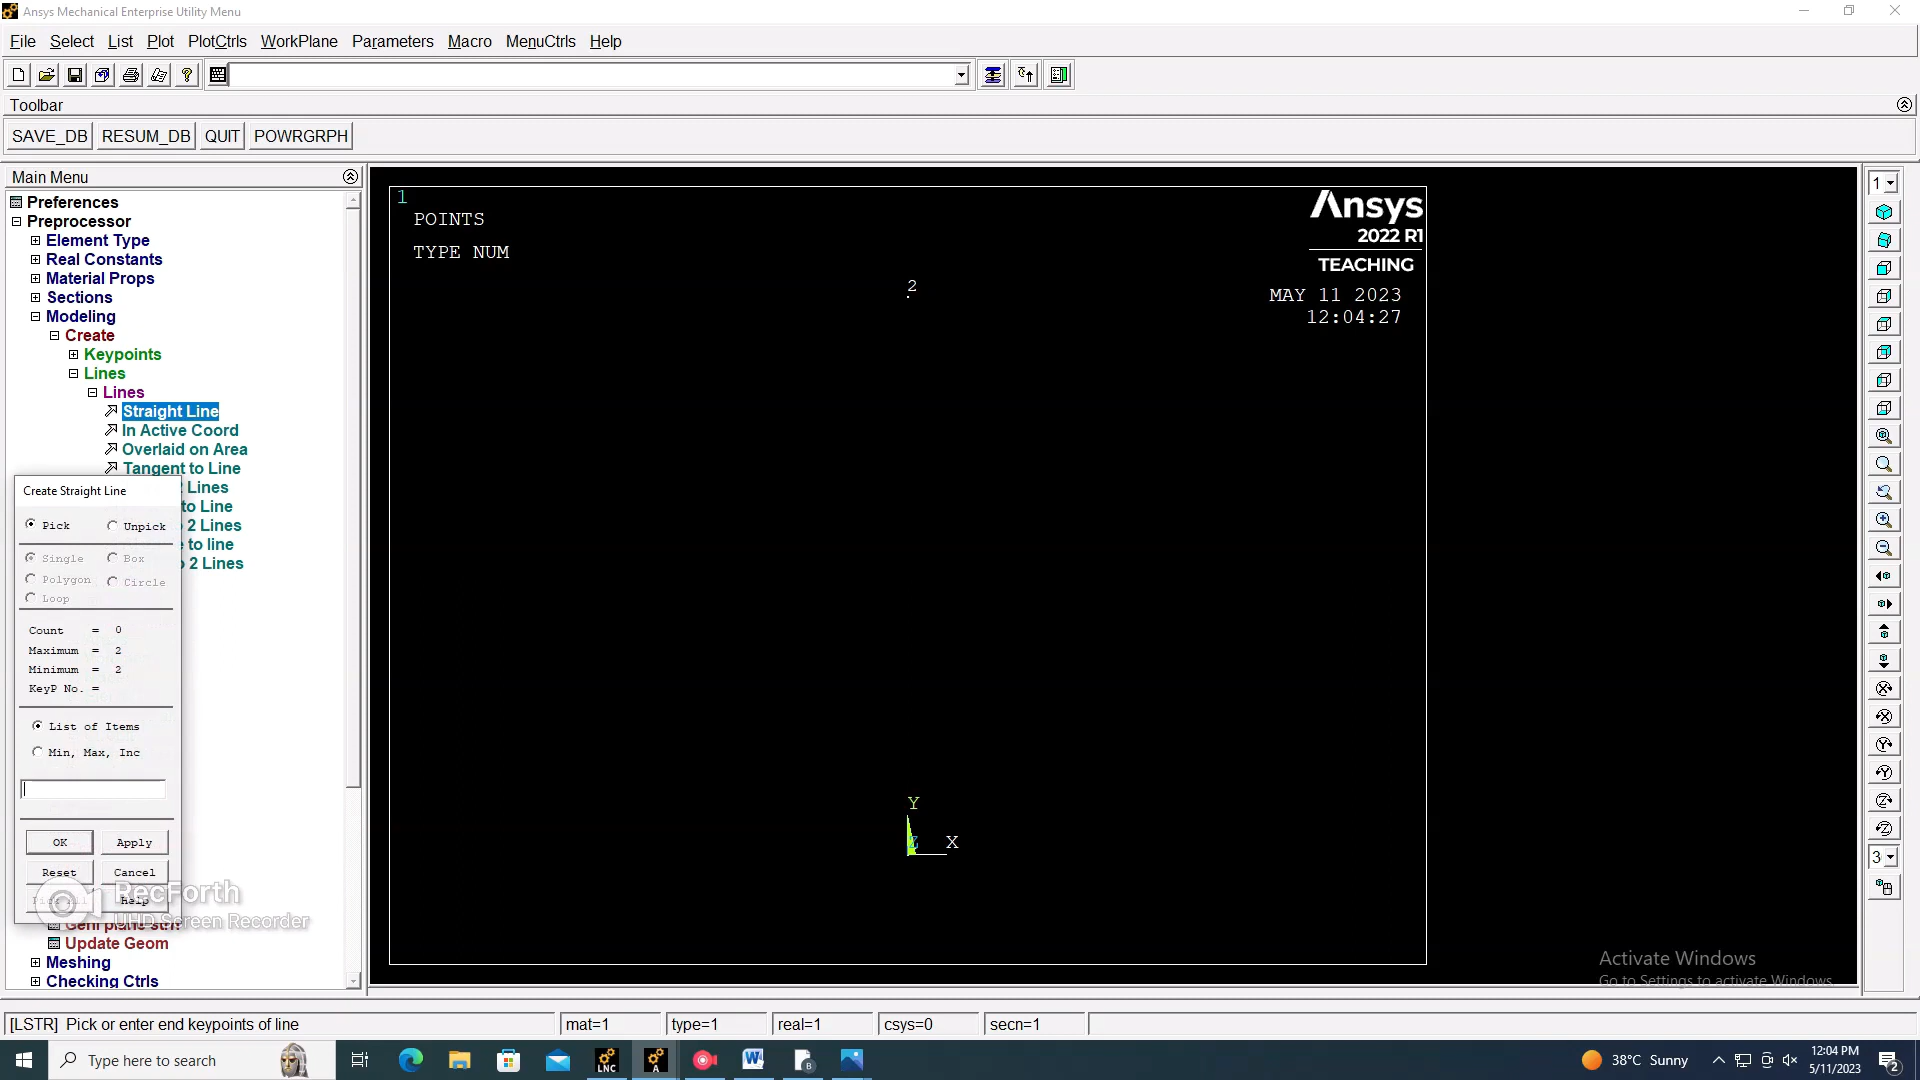 Ansys Mechanical Enterprise Utility Menu
File Select List Plot PlotCtrls WorkPlane Parameters Macro MenuCtrls Help
Toolbar
SAVE_DB RESUM_DB QUIT POWRGRPH
Main Menu
Preferences
Preprocessor
Element Type
Real Constants
Material Props
Sections
Modeling
Create
Keypoints
Lines
Lines
Straight Line
In Active Coord
Overlaid on Area
Tangent to Line
2 Lines
to Line
2 Lines
e to line
o 2 Lines
Create Straight Line
Pick Unpick
Single Box
Polygon Circle
Loop
Count = 0
Maximum = 2
Minimum = 2
KeyP No. =
List of Items
Min, Max, Inc
OK Apply
Reset Cancel
Help
RecForth
UHD Screen Recorder
Update Geom
Meshing
Checking Ctrls
1
POINTS
TYPE NUM
2
Ansys
2022 R1
TEACHING
MAY 11 2023
12:04:27
Y
Z X
1
3
Activate Windows
Go to Settings to activate Windows.
[LSTR] Pick or enter end keypoints of line
mat=1 type=1 real=1 csys=0 secn=1
Type here to search
LNC
A
38°C Sunny
12:04 PM
5/11/2023
2